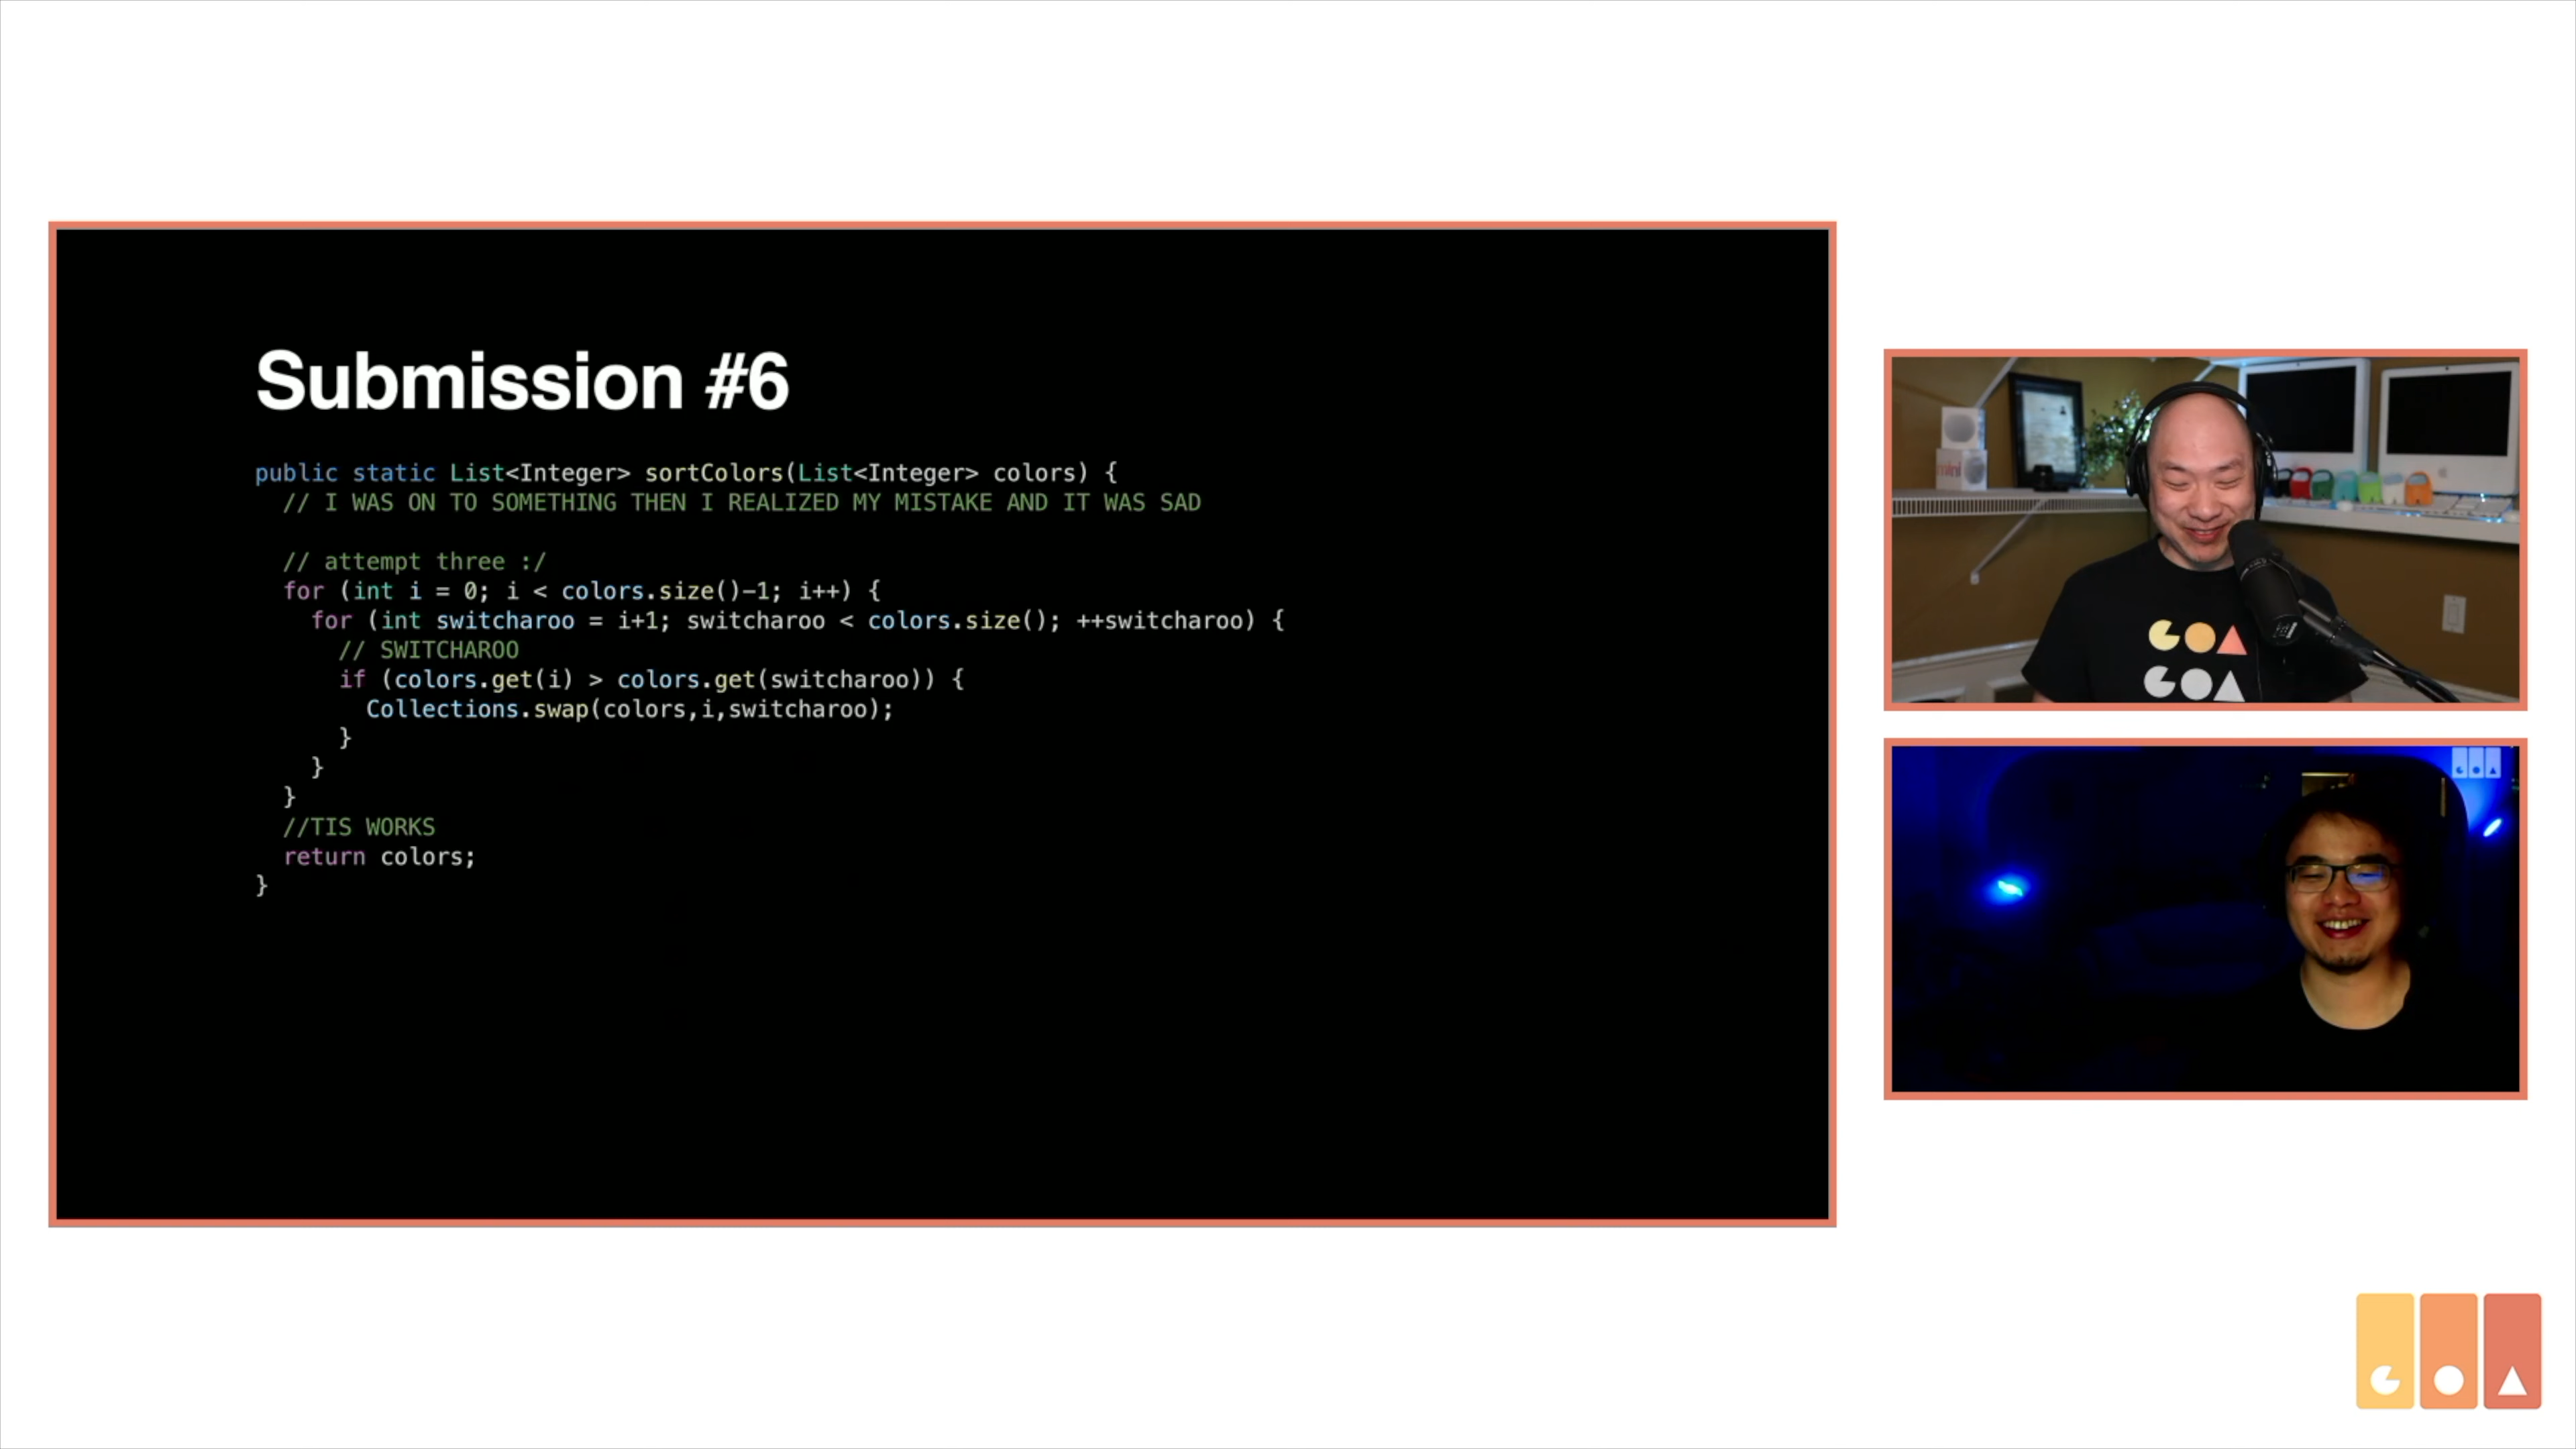 Submission #6
public static List<Integer> sortColors(List<Integer> colors) {
  // I WAS ON TO SOMETHING THEN I REALIZED MY MISTAKE AND IT WAS SAD
  // attempt three :/
  for (int i = 0; i < colors.size()-1; i++) {
    for (int switcharoo = i+1; switcharoo < colors.size(); ++switcharoo) {
      // SWITCHAROO
      if (colors.get(i) > colors.get(switcharoo)) {
        Collections.swap(colors,i,switcharoo);
      }
    }
  }
  //TIS WORKS
  return colors;
}
mini